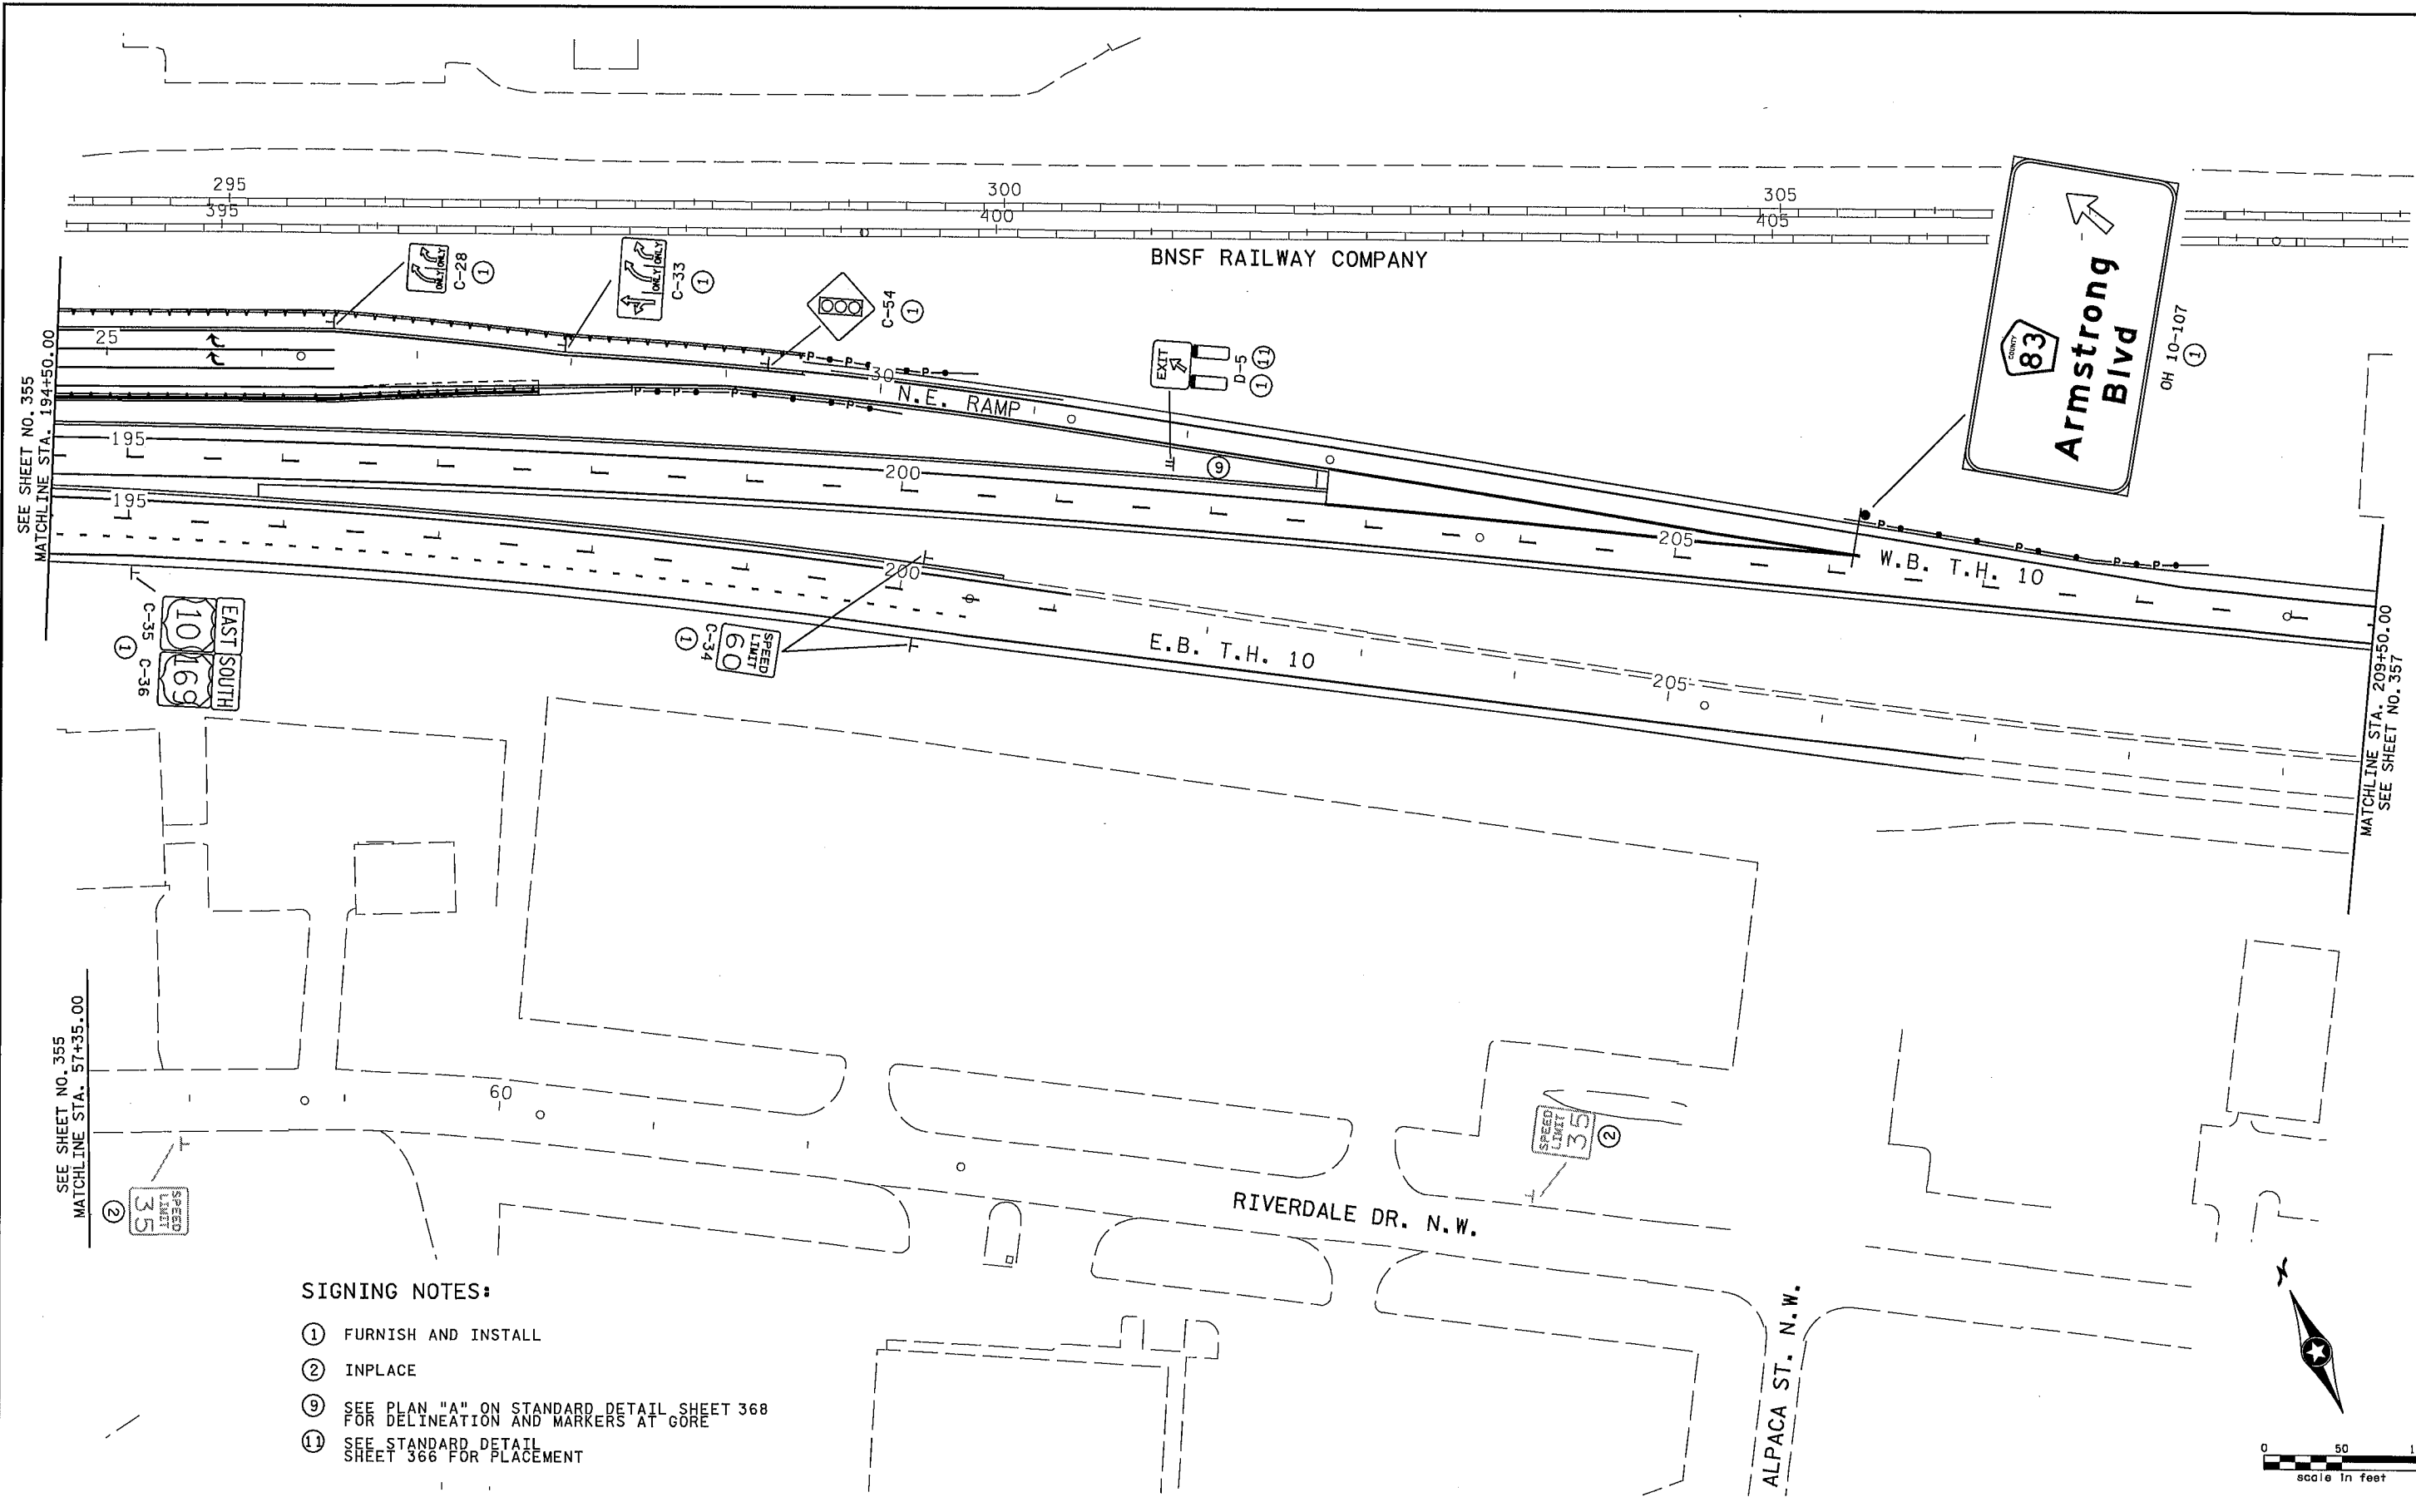 295
300
305
395
400
405
BNSF RAILWAY COMPANY
ONLY ONLY
C-28
1
ONLY ONLY
C-33
1
C-54
1
EXIT
D-5
1 11
COUNTY
83
Armstrong
Blvd
OH 10-107
1
SEE SHEET NO. 355
MATCHLINE STA. 194+50.00
25
30
N.E. RAMP
P P
P P P P
9
195
200
205
W.B. T.H. 10
P P P P
195
200
E.B. T.H. 10
205
EAST SOUTH
10 169
C-35 C-36
1
SPEED
LIMIT
60
C-34
1
MATCHLINE STA. 209+50.00
SEE SHEET NO. 357
SEE SHEET NO. 355
MATCHLINE STA. 57+35.00
60
SPEED
LIMIT
35
2
SPEED
LIMIT
35
2
RIVERDALE DR. N.W.
ALPACA ST. N.W.
SIGNING NOTES:
1 FURNISH AND INSTALL
2 INPLACE
9 SEE PLAN "A" ON STANDARD DETAIL SHEET 368
FOR DELINEATION AND MARKERS AT GORE
11 SEE STANDARD DETAIL
SHEET 366 FOR PLACEMENT
N
0 50
scale in feet